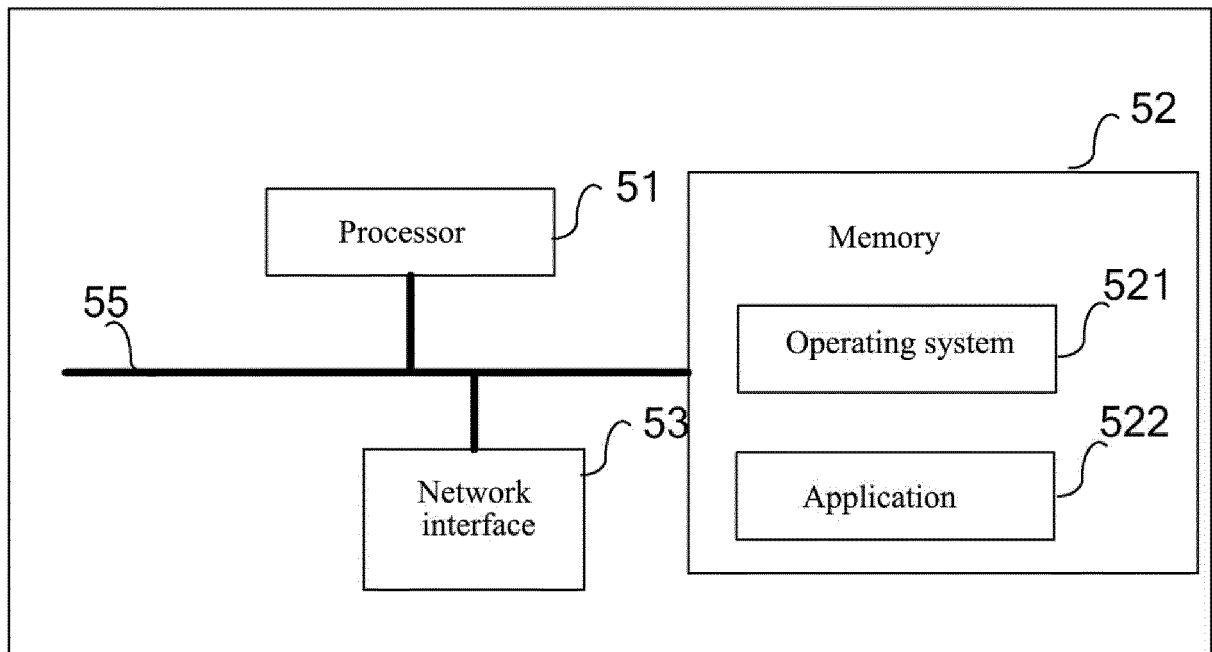 52
51
Processor
Memory
55
521
Operating system
53
522
Network
interface
Application